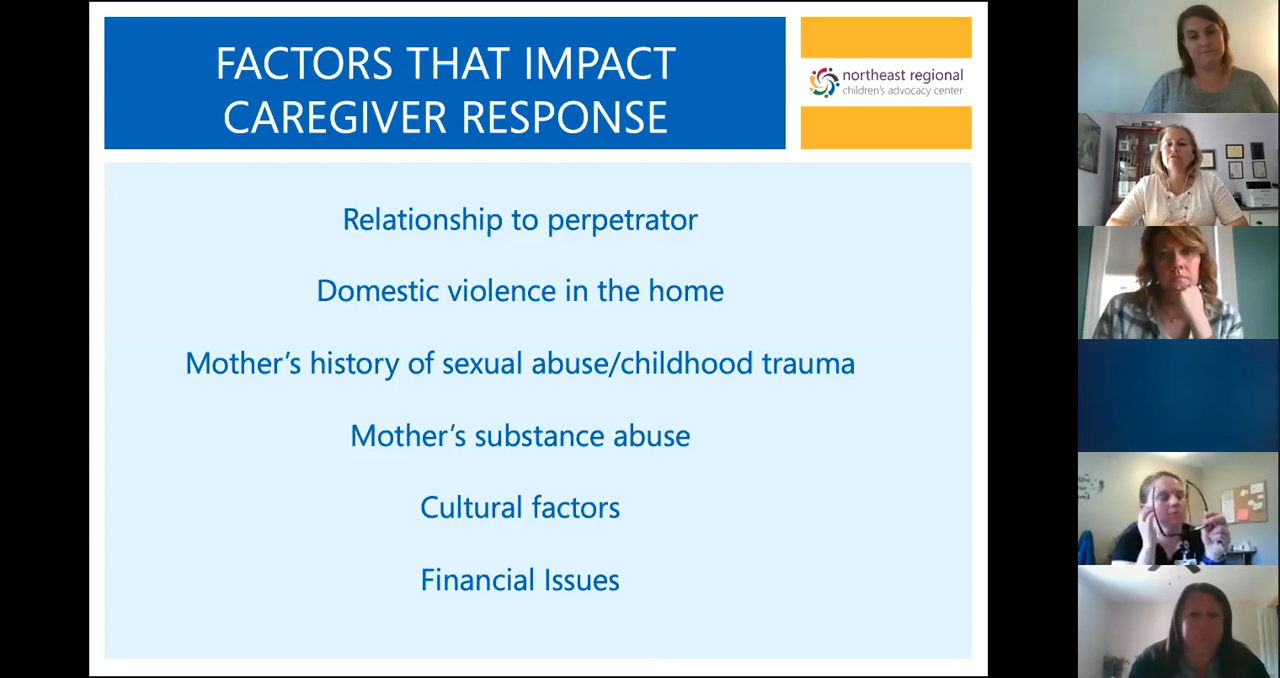 FACTORS THAT IMPACT
CAREGIVER RESPONSE
northeast regional
children's advocacy center
Relationship to perpetrator
Domestic violence in the home
Mother’s history of sexual abuse/childhood trauma
Mother’s substance abuse
Cultural factors
Financial Issues